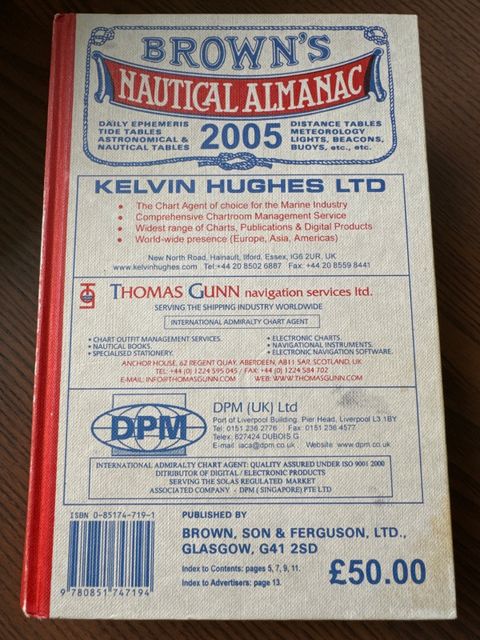 BROWN'S
NAUTICAL ALMANAC
DAILY EPHEMERIS
TIDE TABLES
ASTRONOMICAL &
NAUTICAL TABLES
2005
DISTANCE TABLES
METEOROLOGY
LIGHTS, BEACONS,
BUOYS, etc., etc.
KELVIN HUGHES LTD
• The Chart Agent of choice for the Marine Industry
• Comprehensive Chartroom Management Service
• Widest range of Charts, Publications & Digital Products
• World-wide presence (Europe, Asia, Americas)
New North Road, Hainault, Ilford, Essex, IG6 2UR, UK
www.kelvinhughes.com Tel:+44 20 8502 6887 Fax: +44 20 8559 8441
THOMAS GUNN navigation services ltd.
SERVING THE SHIPPING INDUSTRY WORLDWIDE
INTERNATIONAL ADMIRALTY CHART AGENT
• CHART OUTFIT MANAGEMENT SERVICES.
• NAUTICAL BOOKS.
• SPECIALISED STATIONERY.
• ELECTRONIC CHARTS.
• NAVIGATIONAL INSTRUMENTS.
• ELECTRONIC NAVIGATION SOFTWARE.
ANCHOR HOUSE, 62 REGENT QUAY, ABERDEEN, AB11 5AR, SCOTLAND, UK
TEL: +44 (0) 1224 595 045 / FAX: +44 (0) 1224 584 702
E-MAIL: INFO@THOMASGUNN.COM WEB: WWW.THOMASGUNN.COM
DPM
DPM (UK) Ltd
Port of Liverpool Building, Pier Head, Liverpool L3 1BY
Tel: 0151 236 2776 Fax: 0151 236 4577
Telex: 627424 DUBOIS G
E-mail: iaca@dpm.co.uk Website: www.dpm.co.uk
INTERNATIONAL ADMIRALTY CHART AGENT: QUALITY ASSURED UNDER ISO 9001 2000
DITRIBUTOR OF DIGITAL / ELECTRONIC PRODUCTS
SERVING THE SOLAS REGULATED MARKET
ASSOCIATED COMPANY - DPM ( SINGAPORE) PTE LTD
ISBN 0-85174-719-1
9 780851 747194
PUBLISHED BY
BROWN, SON & FERGUSON, LTD.,
GLASGOW, G41 2SD
Index to Contents: pages 5, 7, 9, 11.
Index to Advertisers: page 13.
£50.00